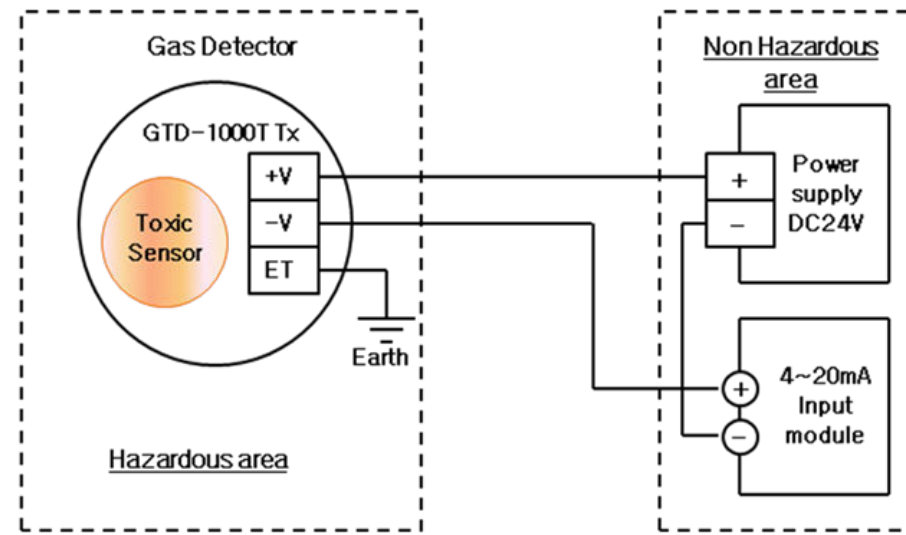 Gas Detector
GTD-1000T Tx
+V
-V
ET
Toxic
Sensor
Earth
Hazardous area
Non Hazardous
area
+
-
Power
supply
DC24V
+
-
4~20mA
Input
module